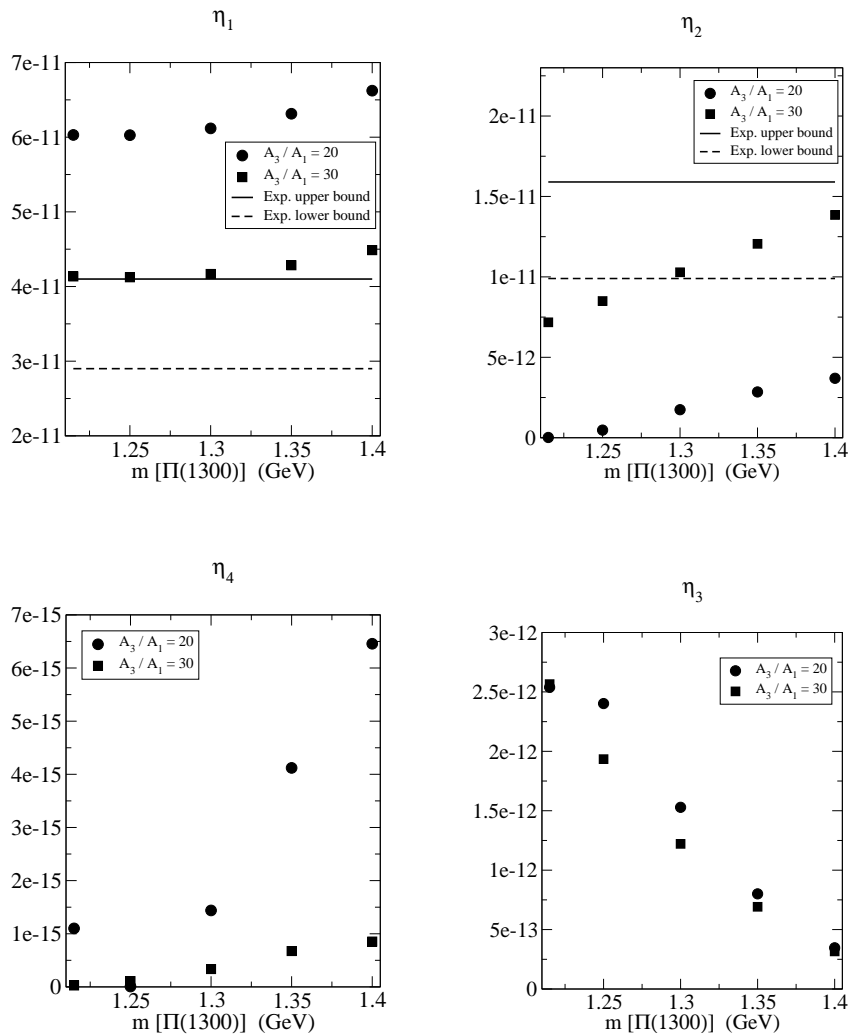 η1
7e-11
6e-11
5e-11
4e-11
3e-11
2e-11
A3 / A1 = 20
A3 / A1 = 30
Exp. upper bound
Exp. lower bound
1.25 1.3 1.35 1.4
m [Π(1300)] (GeV)
η2
2e-11
1.5e-11
1e-11
5e-12
0
A3 / A1 = 20
A3 / A1 = 30
Exp. upper bound
Exp. lower bound
1.25 1.3 1.35 1.4
m [Π(1300)] (GeV)
η4
7e-15
6e-15
5e-15
4e-15
3e-15
2e-15
1e-15
0
A3 / A1 = 20
A3 / A1 = 30
1.25 1.3 1.35 1.4
m [Π(1300)] (GeV)
η3
3e-12
2.5e-12
2e-12
1.5e-12
1e-12
5e-13
0
A3 / A1 = 20
A3 / A1 = 30
1.25 1.3 1.35 1.4
m [Π(1300)] (GeV)